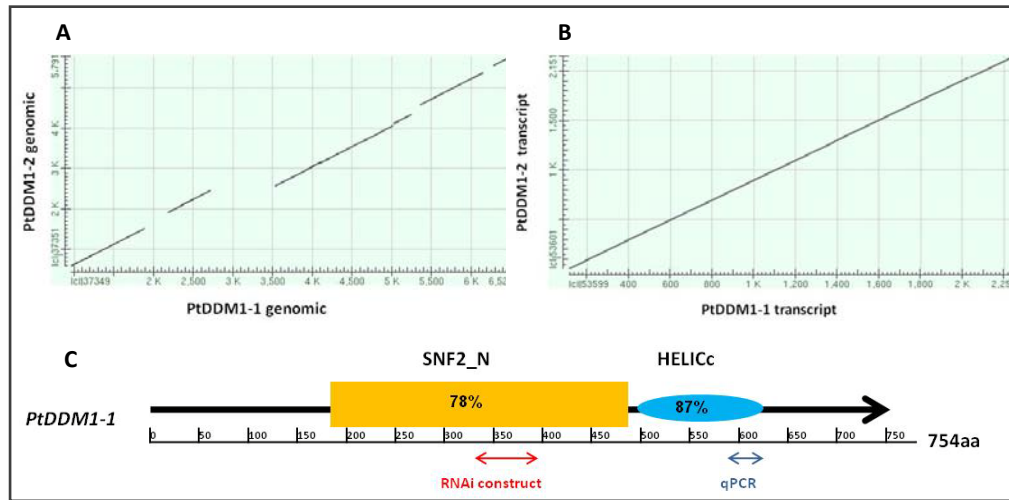 A
PtDDM1-2 genomic
5,791
4 K
3 K
2 K
lcl|37351
lcl|37349
2 K
2,500
3 K
3,500
4 K
4,500
5 K
5,500
6 K
6,52
PtDDM1-1 genomic
B
PtDDM1-2 transcript
2,151
1,500
1 K
lcl|53601
lcl|53599
400
600
800
1 K
1,200
1,400
1,600
1,800
2 K
2,25
PtDDM1-1 transcript
C
SNF2_N
HELICc
PtDDM1-1
78%
87%
0 50 100 150 200 250 300 350 400 450 500 550 600 650 700 750
754aa
RNAi construct
qPCR